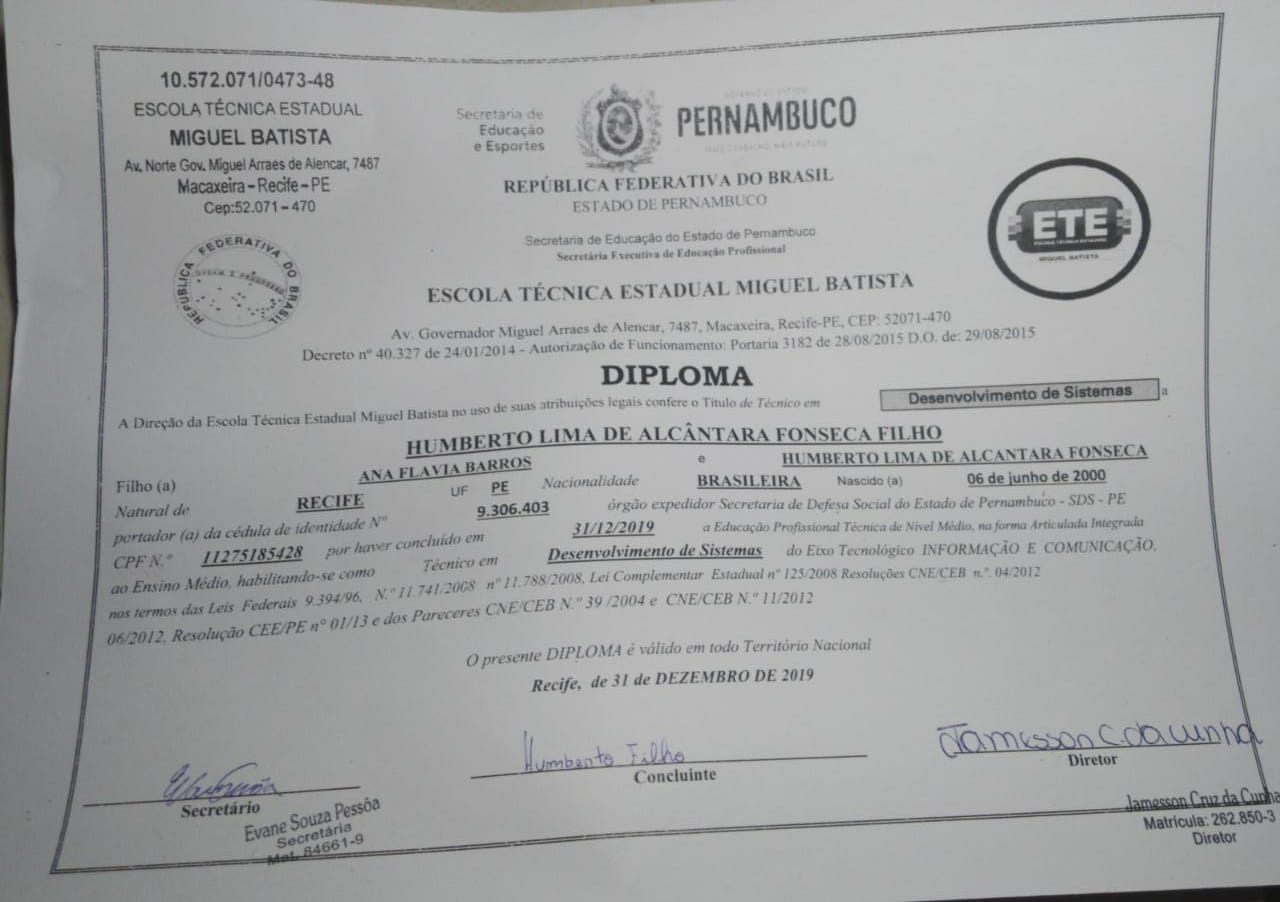 10.572.071/0473-48
ESCOLA TÉCNICA ESTADUAL
MIGUEL BATISTA
Av. Norte Gov. Miguel Arraes de Alencar, 7487
Macaxeira – Recife – PE
Cep:52.071 – 470
REPÚBLICA FEDERATIVA DO BRASIL
ORDEM E PROGRESSO
Secretaria de
Educação
e Esportes
GOVERNO DO ESTADO
PERNAMBUCO
MAIS TRABALHO, MAIS FUTURO
REPÚBLICA FEDERATIVA DO BRASIL
ESTADO DE PERNAMBUCO
Secretaria de Educação do Estado de Pernambuco
Secretária Executiva de Educação Profissional
ETE
ESCOLA TÉCNICA ESTADUAL
MIGUEL BATISTA
ESCOLA TÉCNICA ESTADUAL MIGUEL BATISTA
Av. Governador Miguel Arraes de Alencar, 7487, Macaxeira, Recife-PE, CEP: 52071-470
Decreto nº 40.327 de 24/01/2014 - Autorização de Funcionamento: Portaria 3182 de 28/08/2015 D.O. de: 29/08/2015
DIPLOMA
A Direção da Escola Técnica Estadual Miguel Batista no uso de suas atribuições legais confere o Título de Técnico em Desenvolvimento de Sistemas a
HUMBERTO LIMA DE ALCÂNTARA FONSECA FILHO
Filho (a) ANA FLAVIA BARROS e HUMBERTO LIMA DE ALCANTARA FONSECA
Natural de RECIFE UF PE Nacionalidade BRASILEIRA Nascido (a) 06 de junho de 2000
portador (a) da cédula de identidade Nº 9.306.403 órgão expedidor Secretaria de Defesa Social do Estado de Pernambuco - SDS - PE
CPF N.º 11275185428 por haver concluído em 31/12/2019 a Educação Profissional Técnica de Nível Médio, na forma Articulada Integrada
ao Ensino Médio, habilitando-se como Técnico em Desenvolvimento de Sistemas do Eixo Tecnológico INFORMAÇÃO E COMUNICAÇÃO,
nos termos das Leis Federais 9.394/96, N.º 11.741/2008 nº 11.788/2008, Lei Complementar Estadual nº 125/2008 Resoluções CNE/CEB n.º. 04/2012
06/2012, Resolução CEE/PE nº 01/13 e dos Pareceres CNE/CEB N.º 39 /2004 e CNE/CEB N.º 11/2012
O presente DIPLOMA é válido em todo Território Nacional
Recife, de 31 de DEZEMBRO DE 2019
Secretário
Evane Souza Pessôa
Secretária
Mat. 84661-9
Humberto Filho
Concluinte
Jamesson C. da Cunha
Diretor
Jamesson Cruz da Cunha
Matrícula: 262.850-3
Diretor